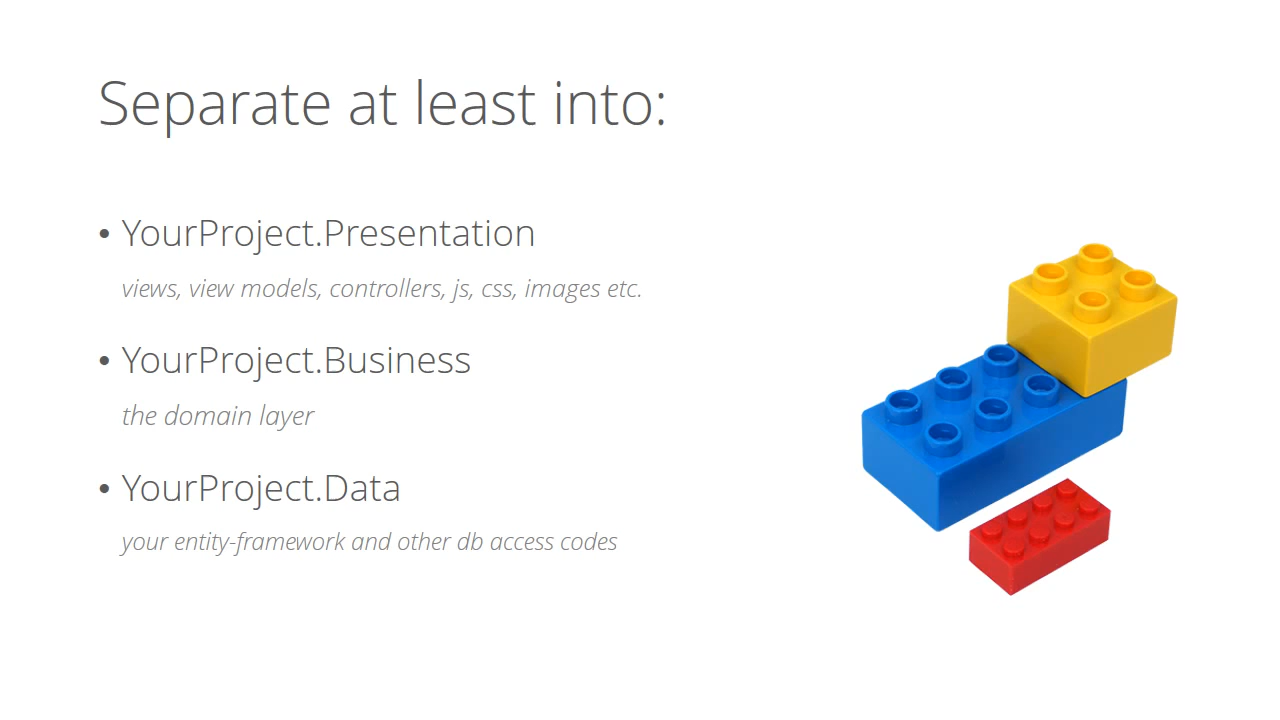 Separate at least into:
• YourProject.Presentation
views, view models, controllers, js, css, images etc.
• YourProject.Business
the domain layer
• YourProject.Data
your entity-framework and other db access codes